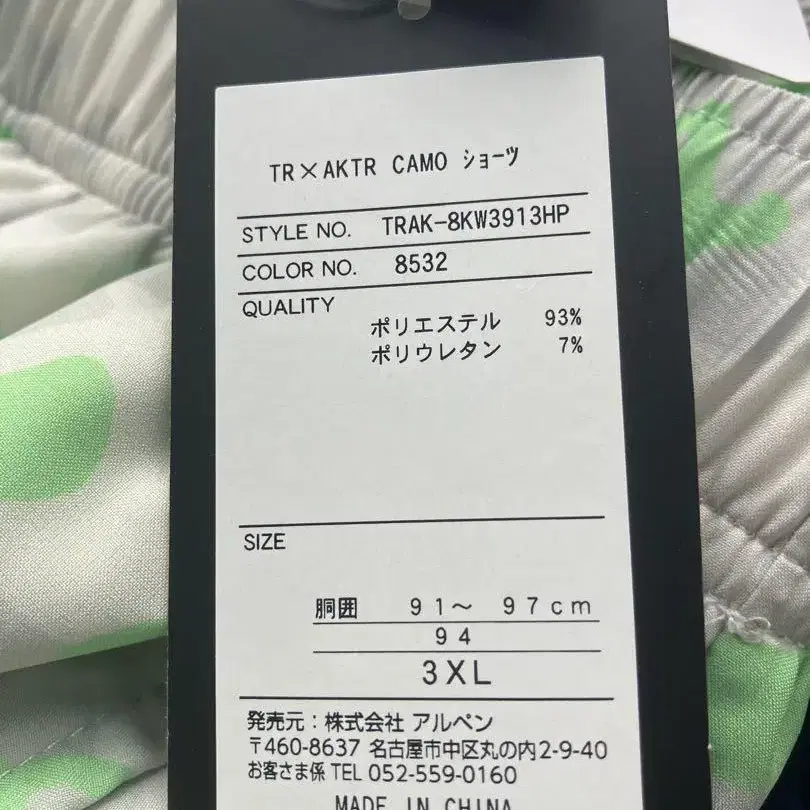 TR×AKTR CAMO ショーツ
STYLE NO. TRAK-8KW3913HP
COLOR NO. 8532
QUALITY
ポリエステル 93%
ポリウレタン 7%
SIZE
胴囲 91～ 97cm
94
3XL
発売元：株式会社 アルペン
〒460-8637 名古屋市中区丸の内2-9-40
お客さま係 TEL 052-559-0160
MADE IN CHINA